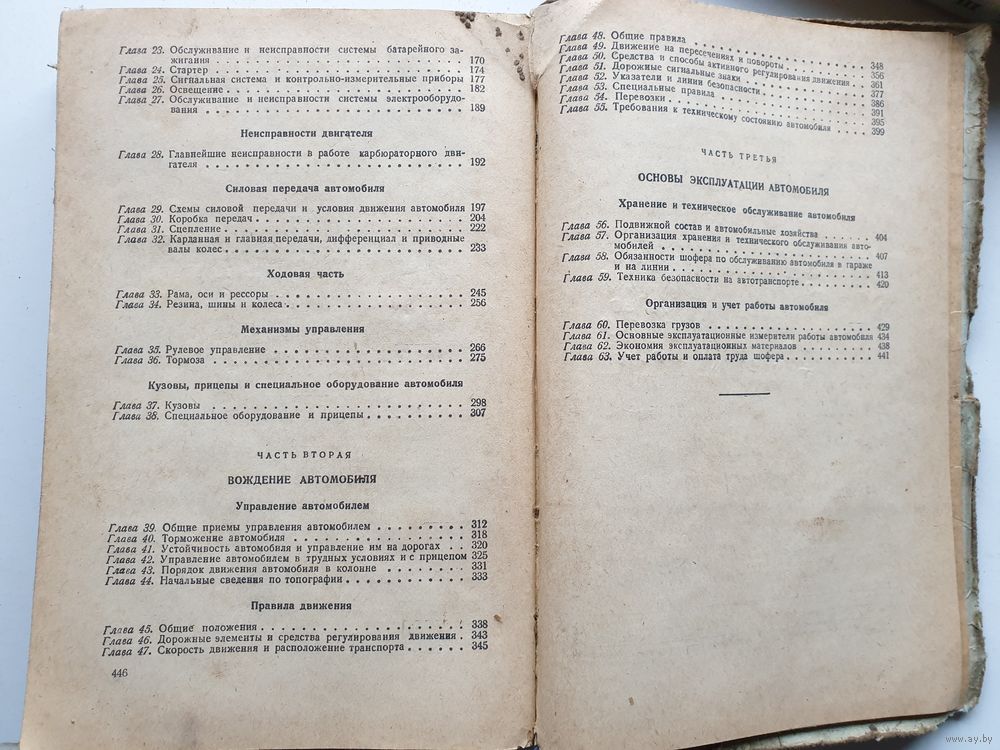 Глава 23. Обслуживание и неисправности системы батарейного за-
жигания . . . . . . . . . . . . . . . . . . . . 170
Глава 24. Стартер . . . . . . . . . . . . . . . . . . . . 174
Глава 25. Сигнальная система и контрольно-измерительные приборы 177
Глава 26. Освещение . . . . . . . . . . . . . . . . . . . . 182
Глава 27. Обслуживание и неисправности системы электрооборудо-
вания . . . . . . . . . . . . . . . . . . . . 189
Неисправности двигателя
Глава 28. Главнейшие неисправности в работе карбюраторного дви-
гателя . . . . . . . . . . . . . . . . . . . . 192
Силовая передача автомобиля
Глава 29. Схемы силовой передачи и условия движения автомобиля 197
Глава 30. Коробка передач . . . . . . . . . . . . . . . . . . 204
Глава 31. Сцепление . . . . . . . . . . . . . . . . . . . . 222
Глава 32. Карданная и главная передачи, дифференциал и приводные
валы колес . . . . . . . . . . . . . . . . . . . . 233
Ходовая часть
Глава 33. Рама, оси и рессоры . . . . . . . . . . . . . . . . 245
Глава 34. Резина, шины и колеса . . . . . . . . . . . . . . . 256
Механизмы управления
Глава 35. Рулевое управление . . . . . . . . . . . . . . . . 266
Глава 36. Тормоза . . . . . . . . . . . . . . . . . . . . 275
Кузовы, прицепы и специальное оборудование автомобиля
Глава 37. Кузовы . . . . . . . . . . . . . . . . . . . . 298
Глава 38. Специальное оборудование и прицепы . . . . . . . . 307
ЧАСТЬ ВТОРАЯ
ВОЖДЕНИЕ АВТОМОБИЛЯ
Управление автомобилем
Глава 39. Общие приемы управления автомобилем . . . . . . . . 312
Глава 40. Торможение автомобиля . . . . . . . . . . . . . . 318
Глава 41. Устойчивость автомобиля и управление им на дорогах . . 320
Глава 42. Управление автомобилем в трудных условиях и с прицепом 325
Глава 43. Порядок движения автомобиля в колонне . . . . . . . 331
Глава 44. Начальные сведения по топографии . . . . . . . . . 333
Правила движения
Глава 45. Общие положения . . . . . . . . . . . . . . . . . 338
Глава 46. Дорожные элементы и средства регулирования движения . 343
Глава 47. Скорость движения и расположение транспорта . . . . . 345
446
Глава 48. Общие правила . . . . . . . . . . . . . . . . . .
Глава 49. Движение на пересечениях и повороты . . . . . . . . 348
Глава 50. Средства и способы активного регулирования движения . 356
Глава 51. Дорожные сигнальные знаки . . . . . . . . . . . . 361
Глава 52. Указатели и линии безопасности . . . . . . . . . . 377
Глава 53. Специальные правила . . . . . . . . . . . . . . . 386
Глава 54. Перевозки . . . . . . . . . . . . . . . . . . . 391
Глава 55. Требования к техническому состоянию автомобиля . . . 395
399
ЧАСТЬ ТРЕТЬЯ
ОСНОВЫ ЭКСПЛУАТАЦИИ АВТОМОБИЛЯ
Хранение и техническое обслуживание автомобиля
Глава 56. Подвижной состав и автомобильные хозяйства . . . . . 404
Глава 57. Организация хранения и технического обслуживания авто-
мобилей . . . . . . . . . . . . . . . . . . . . 407
Глава 58. Обязанности шофера по обслуживанию автомобиля в гараже
и на линии . . . . . . . . . . . . . . . . . . . . 413
Глава 59. Техника безопасности на автотранспорте . . . . . . . 420
Организация и учет работы автомобиля
Глава 60. Перевозка грузов . . . . . . . . . . . . . . . . . 429
Глава 61. Основные эксплуатационные измерители работы автомобиля 434
Глава 62. Экономия эксплуатационных материалов . . . . . . . . 438
Глава 63. Учет работы и оплата труда шофера . . . . . . . . . 441
www.ay.by